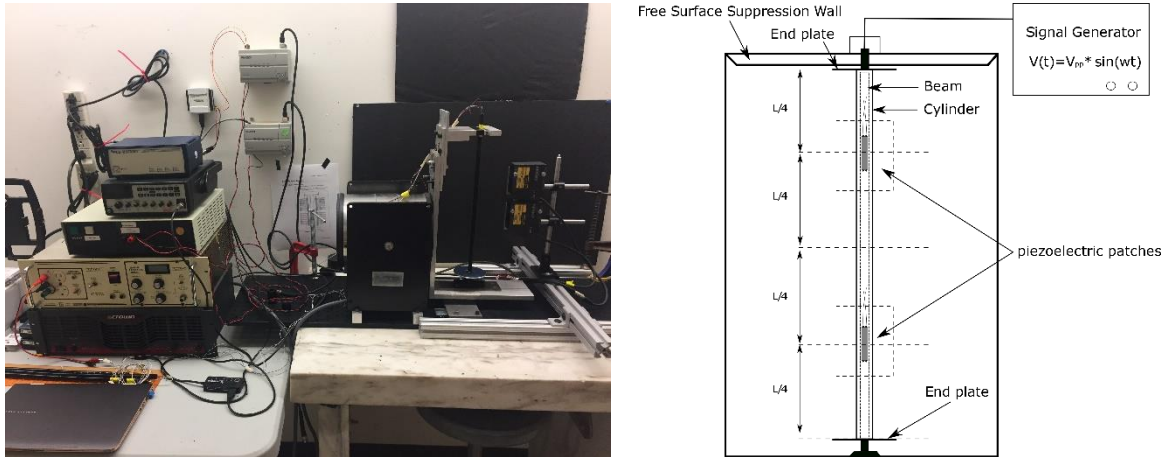 Free Surface Suppression Wall
End plate
Signal Generator
V(t)=Vₚₚ* sin(wt)
Beam
Cylinder
L/4
L/4
piezoelectric patches
L/4
L/4
End plate